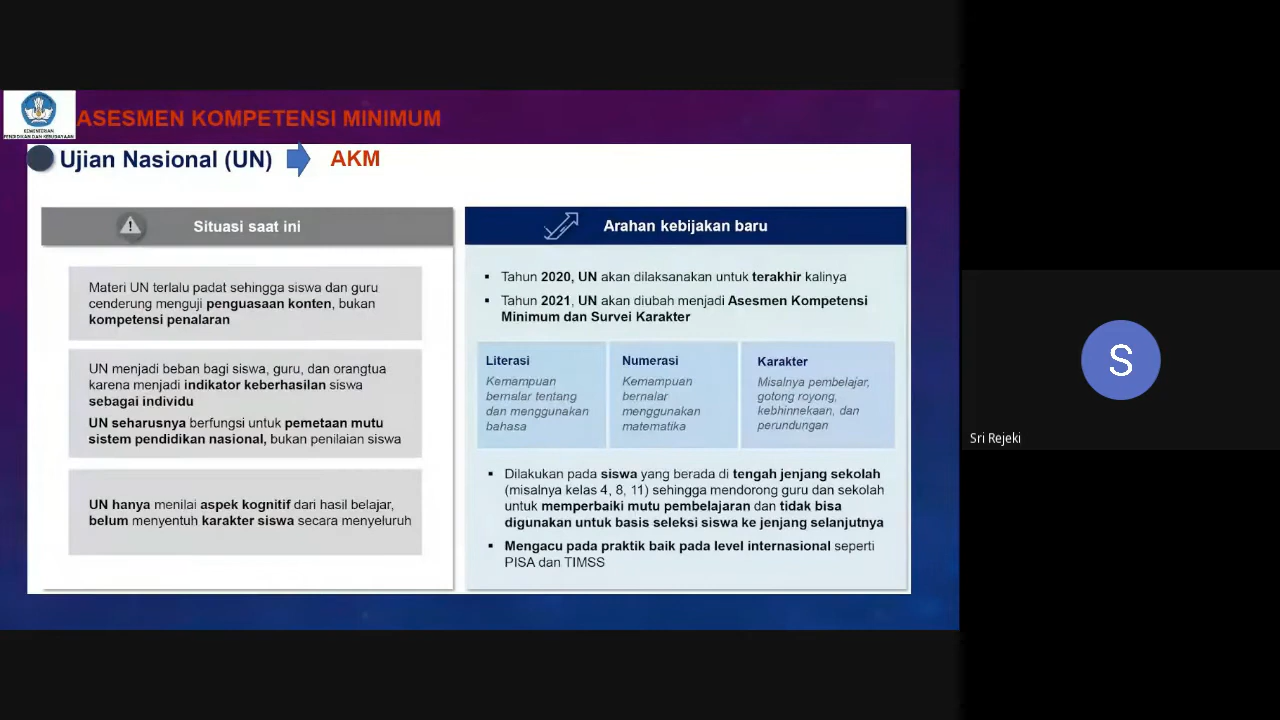 KEMENTERIAN
PENDIDIKAN DAN KEBUDAYAAN
ASESMEN KOMPETENSI MINIMUM
Ujian Nasional (UN) AKM
Situasi saat ini
Materi UN terlalu padat sehingga siswa dan guru
cenderung menguji penguasaan konten, bukan
kompetensi penalaran
UN menjadi beban bagi siswa, guru, dan orangtua
karena menjadi indikator keberhasilan siswa
sebagai individu
UN seharusnya berfungsi untuk pemetaan mutu
sistem pendidikan nasional, bukan penilaian siswa
UN hanya menilai aspek kognitif dari hasil belajar,
belum menyentuh karakter siswa secara menyeluruh
Arahan kebijakan baru
▪ Tahun 2020, UN akan dilaksanakan untuk terakhir kalinya
▪ Tahun 2021, UN akan diubah menjadi Asesmen Kompetensi
Minimum dan Survei Karakter
Literasi
Kemampuan
bernalar tentang
dan menggunakan
bahasa
Numerasi
Kemampuan
bernalar
menggunakan
matematika
Karakter
Misalnya pembelajar,
gotong royong,
kebhinnekaan, dan
perundungan
▪ Dilakukan pada siswa yang berada di tengah jenjang sekolah
(misalnya kelas 4, 8, 11) sehingga mendorong guru dan sekolah
untuk memperbaiki mutu pembelajaran dan tidak bisa
digunakan untuk basis seleksi siswa ke jenjang selanjutnya
▪ Mengacu pada praktik baik pada level internasional seperti
PISA dan TIMSS
S
Sri Rejeki